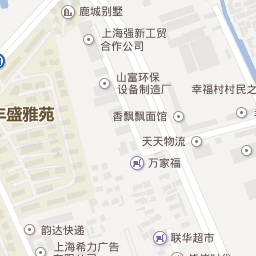 鹿城别墅
上海强新工贸
合作公司
山富环保
设备制造厂
幸福村村民之
香飘飘面馆
丰盛雅苑
天天物流
万家福
韵达快递
联华超市
上海希力广告